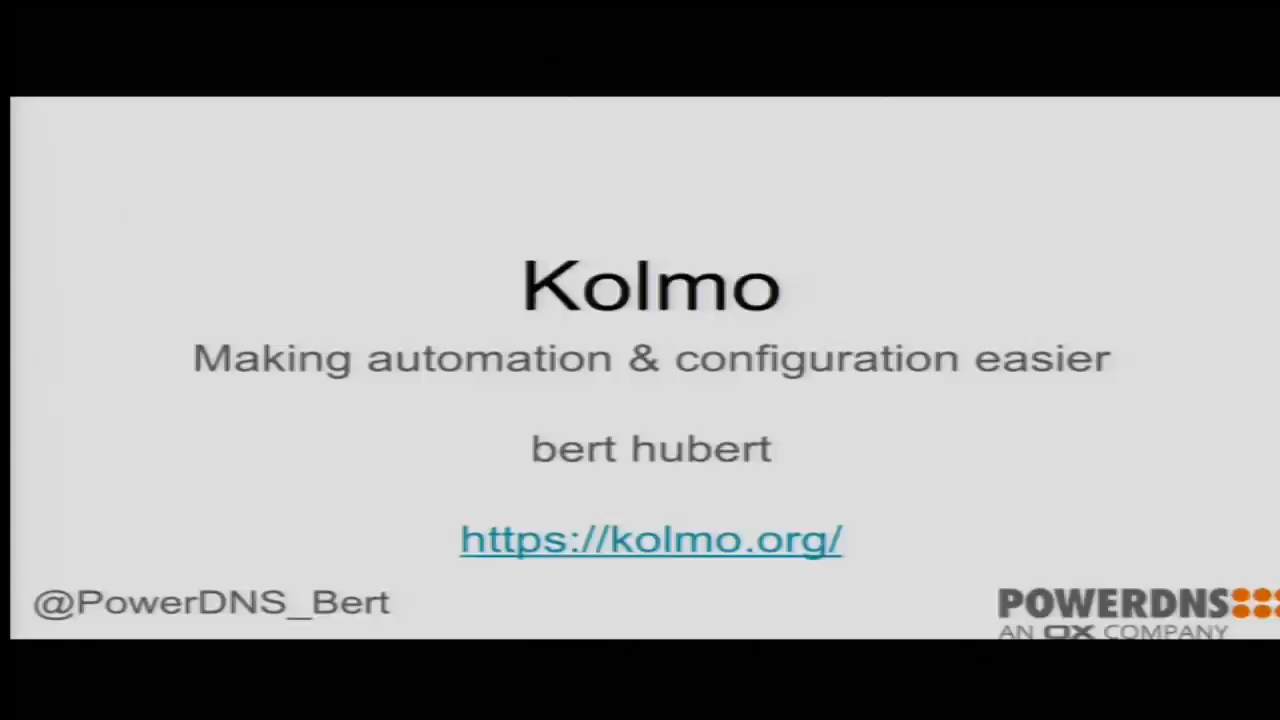 Kolmo
Making automation & configuration easier
bert hubert
https://kolmo.org/
@PowerDNS_Bert
POWERDNS
AN OX COMPANY